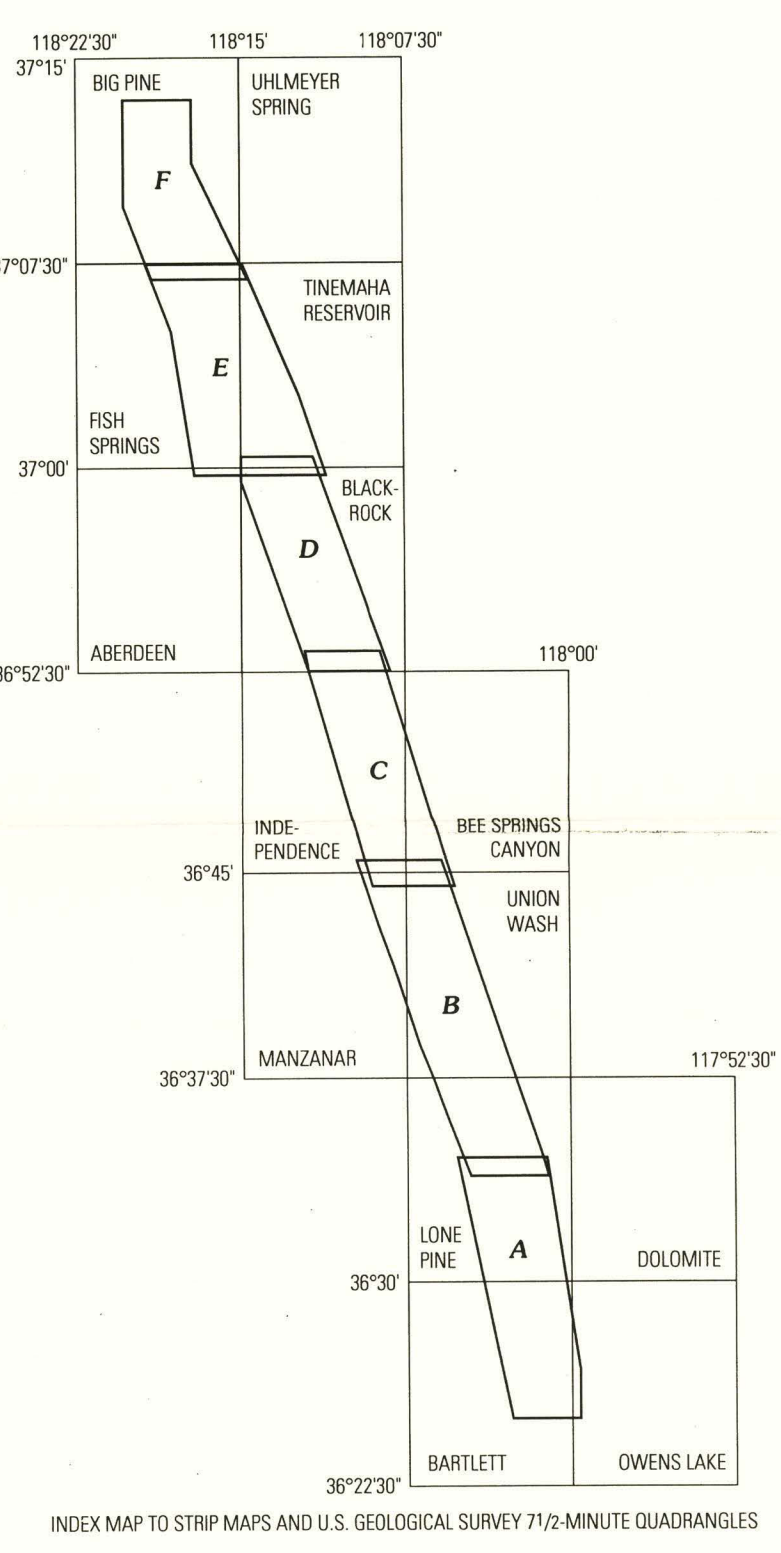 118°22'30"
118°15'
118°07'30"
37°15'
BIG PINE
UHLMEYER
SPRING
F
7°07'30"
TINEMAHA
RESERVOIR
E
FISH
SPRINGS
37°00'
BLACK-
ROCK
D
ABERDEEN
118°00'
36°52'30"
C
INDE-
PENDENCE
BEE SPRINGS
CANYON
36°45'
UNION
WASH
B
MANZANAR
117°52'30"
36°37'30"
LONE
PINE
A
DOLOMITE
36°30'
BARTLETT
OWENS LAKE
36°22'30"
INDEX MAP TO STRIP MAPS AND U.S. GEOLOGICAL SURVEY 71/2-MINUTE QUADRANGLES